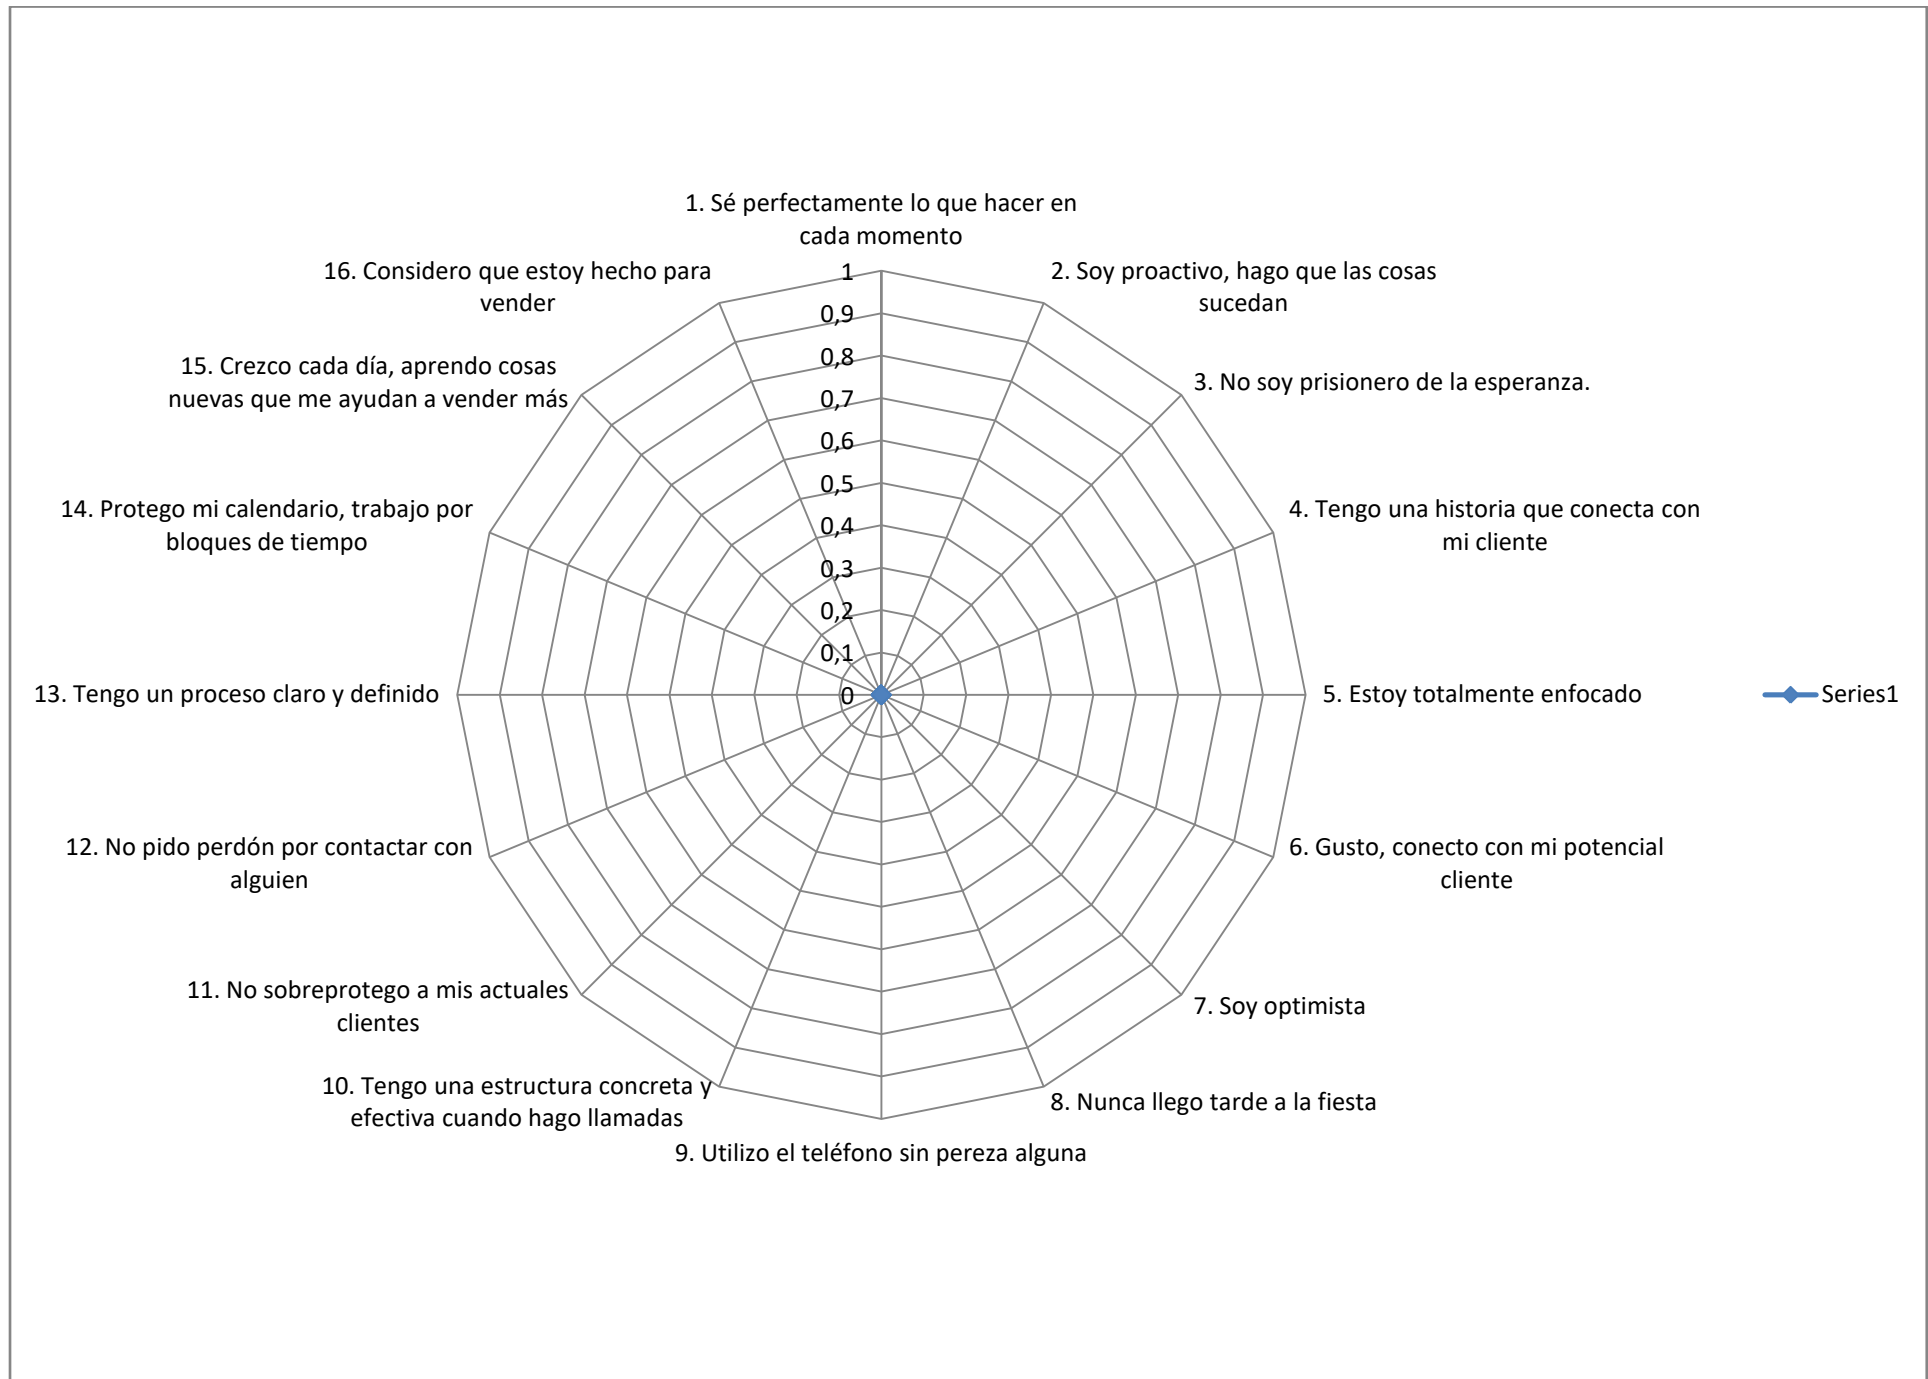 1. Sé perfectamente lo que hacer en
cada momento
2. Soy proactivo, hago que las cosas
sucedan
3. No soy prisionero de la esperanza.
4. Tengo una historia que conecta con
mi cliente
5. Estoy totalmente enfocado
6. Gusto, conecto con mi potencial
cliente
7. Soy optimista
8. Nunca llego tarde a la fiesta
9. Utilizo el teléfono sin pereza alguna
10. Tengo una estructura concreta y
efectiva cuando hago llamadas
11. No sobreprotego a mis actuales
clientes
12. No pido perdón por contactar con
alguien
13. Tengo un proceso claro y definido
14. Protego mi calendario, trabajo por
bloques de tiempo
15. Crezco cada día, aprendo cosas
nuevas que me ayudan a vender más
16. Considero que estoy hecho para
vender
1
0,9
0,8
0,7
0,6
0,5
0,4
0,3
0,2
0,1
0
Series1